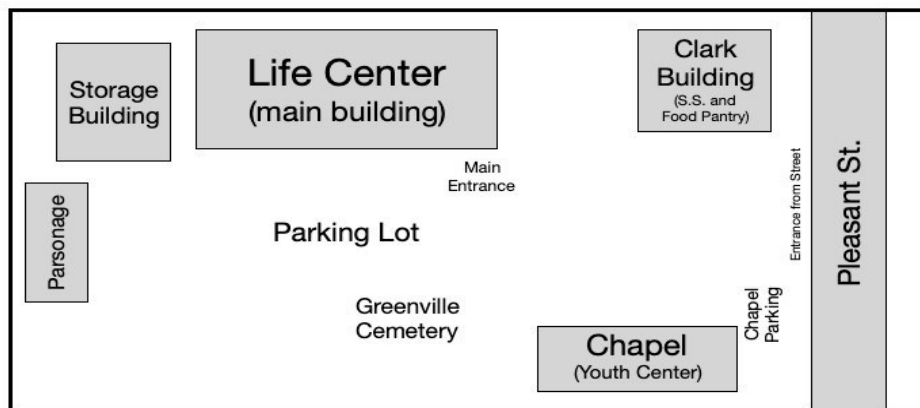 Storage
Building
Life Center
(main building)
Clark
Building
(S.S. and
Food Pantry)
Main
Entrance
Entrance from Street
Pleasant St.
Parsonage
Parking Lot
Greenville
Cemetery
Chapel
Parking
Chapel
(Youth Center)